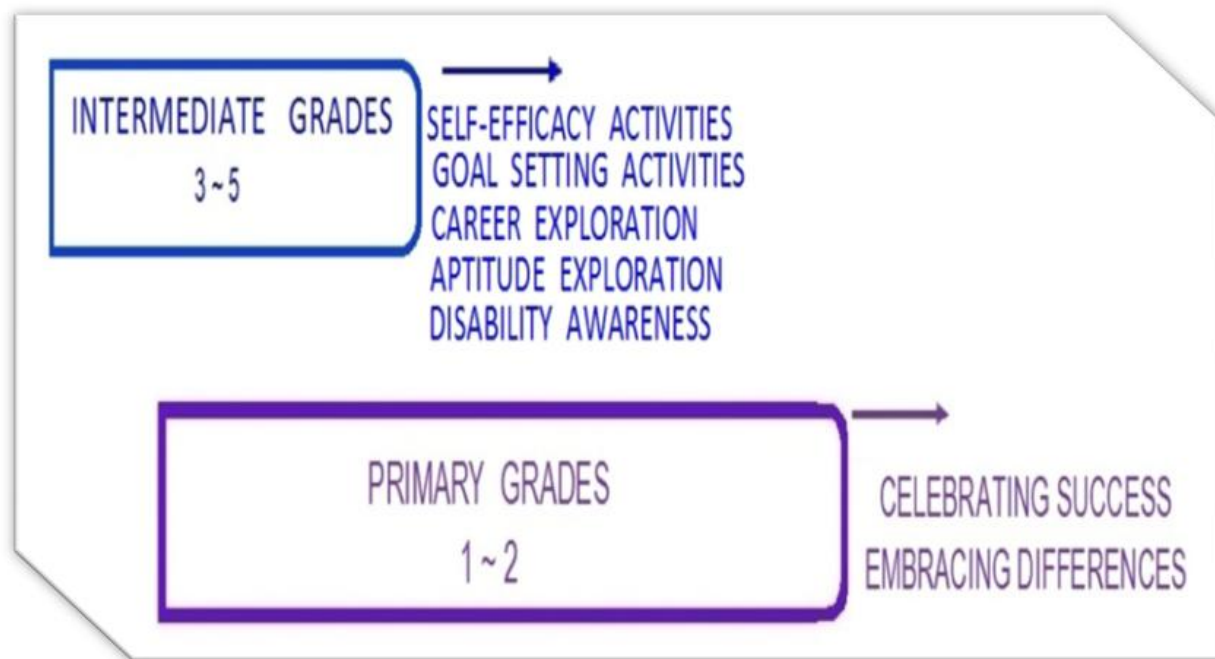 INTERMEDIATE GRADES
3 ~ 5
SELF-EFFICACY ACTIVITIES
GOAL SETTING ACTIVITIES
CAREER EXPLORATION
APTITUDE EXPLORATION
DISABILITY AWARENESS
PRIMARY GRADES
1 ~ 2
CELEBRATING SUCCESS
EMBRACING DIFFERENCES